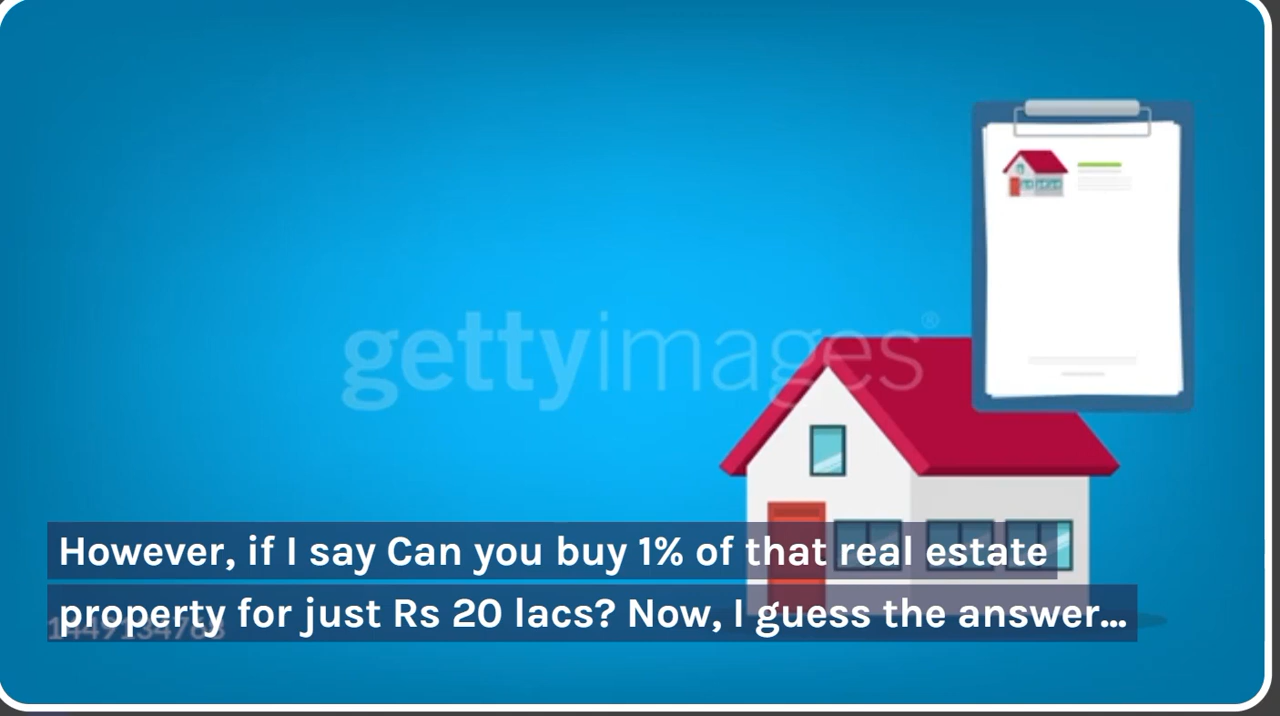 gettyimages®
However, if I say Can you buy 1% of that real estate
property for just Rs 20 lacs? Now, I guess the answer...